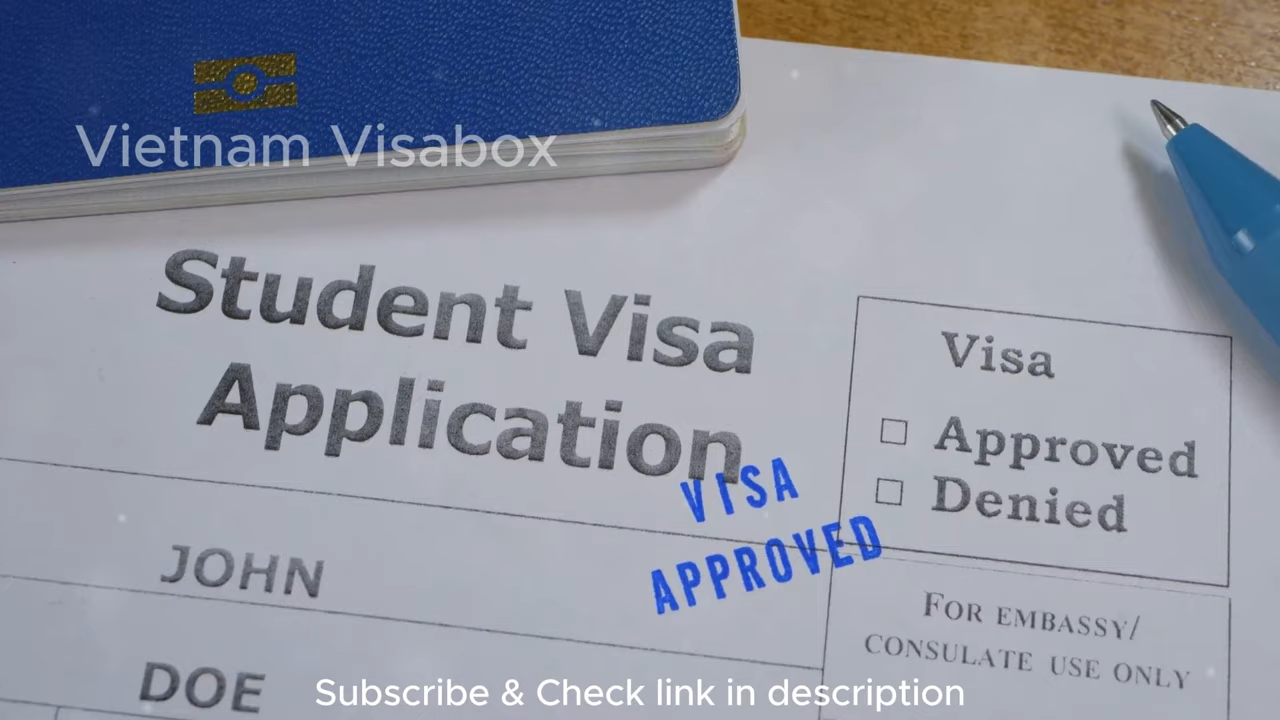 Vietnam Visabox
Student Visa
Application
Visa
Approved
Denied
VISA
APPROVED
JOHN
FOR EMBASSY/
CONSULATE USE ONLY
DOE
Subscribe & Check link in description